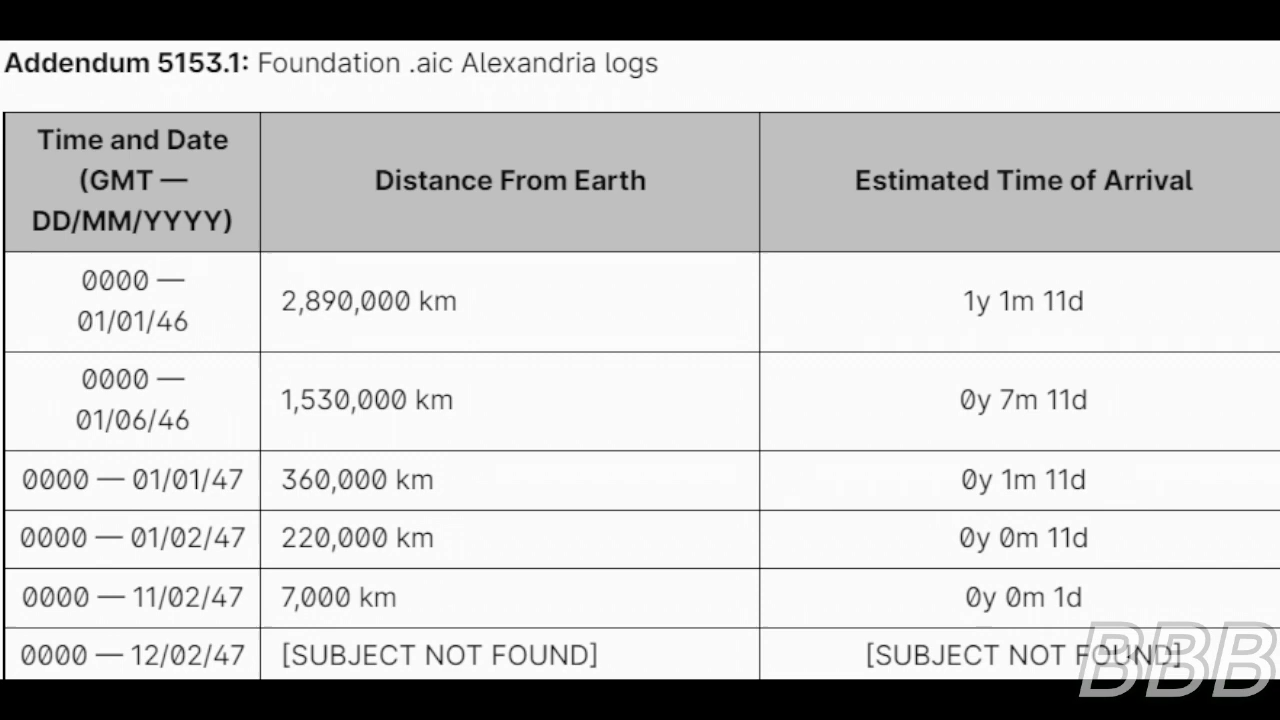 Addendum 5153.1: Foundation .aic Alexandria logs
Time and Date
(GMT —
DD/MM/YYYY)
Distance From Earth
Estimated Time of Arrival
0000 —
01/01/46
2,890,000 km
1y 1m 11d
0000 —
01/06/46
1,530,000 km
0y 7m 11d
0000 — 01/01/47
360,000 km
0y 1m 11d
0000 — 01/02/47
220,000 km
0y 0m 11d
0000 — 11/02/47
7,000 km
0y 0m 1d
0000 — 12/02/47
[SUBJECT NOT FOUND]
[SUBJECT NOT FOUND]
BBB